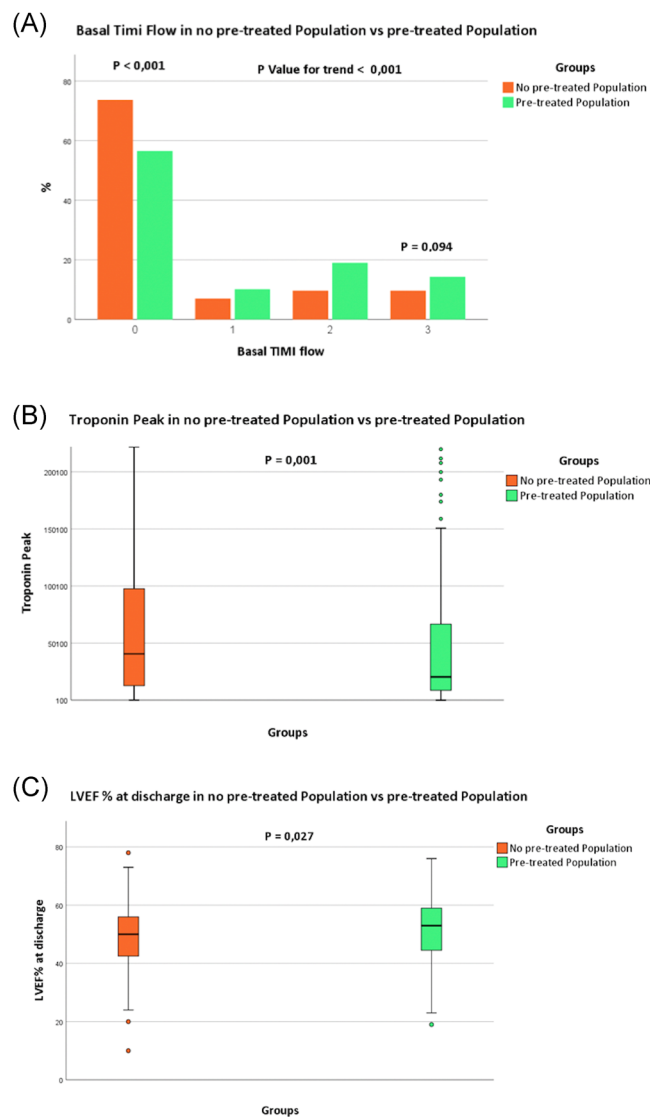 (A)
Basal Timi Flow in no pre-treated Population vs pre-treated Population
P < 0,001
P Value for trend < 0,001
Groups
No pre-treated Population
Pre-treated Population
80
60
40
20
0
%
P = 0,094
0 1 2 3
Basal TIMI flow
(B)
Troponin Peak in no pre-treated Population vs pre-treated Population
P = 0,001
Groups
No pre-treated Population
Pre-treated Population
200100
150100
100100
50100
100
Troponin Peak
Groups
(C)
LVEF % at discharge in no pre-treated Population vs pre-treated Population
P = 0,027
Groups
No pre-treated Population
Pre-treated Population
80
60
40
20
0
LVEF% at discharge
Groups